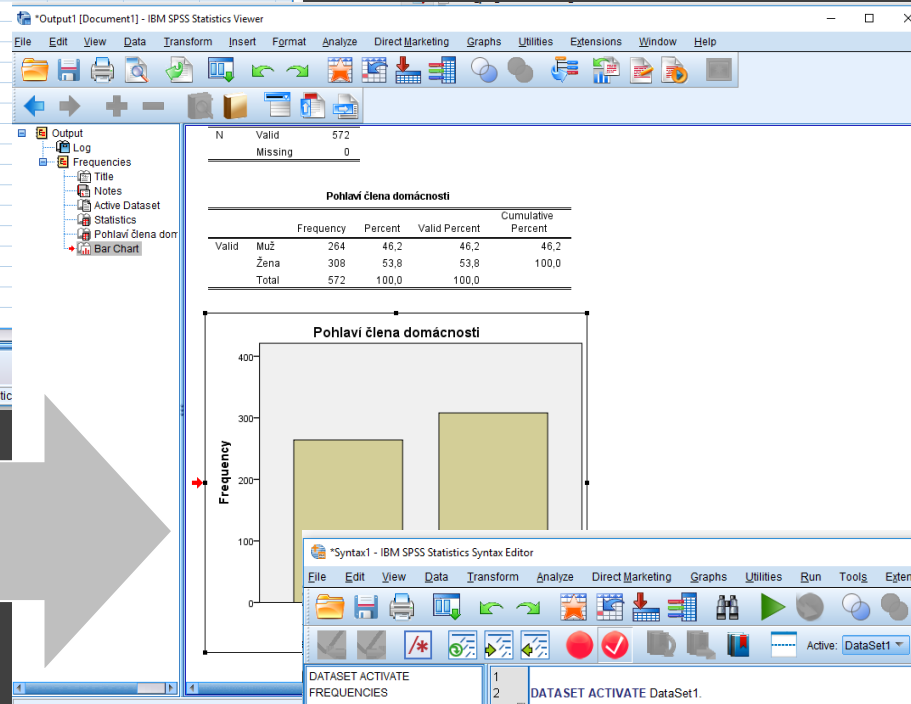 *Output1 [Document1] - IBM SPSS Statistics Viewer
File Edit View Data Transform Insert Format Analyze Direct Marketing Graphs Utilities Extensions Window Help
Output
Log
Frequencies
Title
Notes
Active Dataset
Statistics
Pohlaví člena dom
Bar Chart
N Valid 572
Missing 0
Pohlaví člena domácnosti
Frequency Percent Valid Percent Cumulative Percent
Valid Muž 264 46,2 46,2 46,2
Žena 308 53,8 53,8 100,0
Total 572 100,0 100,0
Pohlaví člena domácnosti
400
300
200
100
0
Frequency
tic
*Syntax1 - IBM SPSS Statistics Syntax Editor
File Edit View Data Transform Analyze Direct Marketing Graphs Utilities Run Tools Exten
Active: DataSet1
DATASET ACTIVATE
FREQUENCIES
1
2 DATASET ACTIVATE DataSet1.